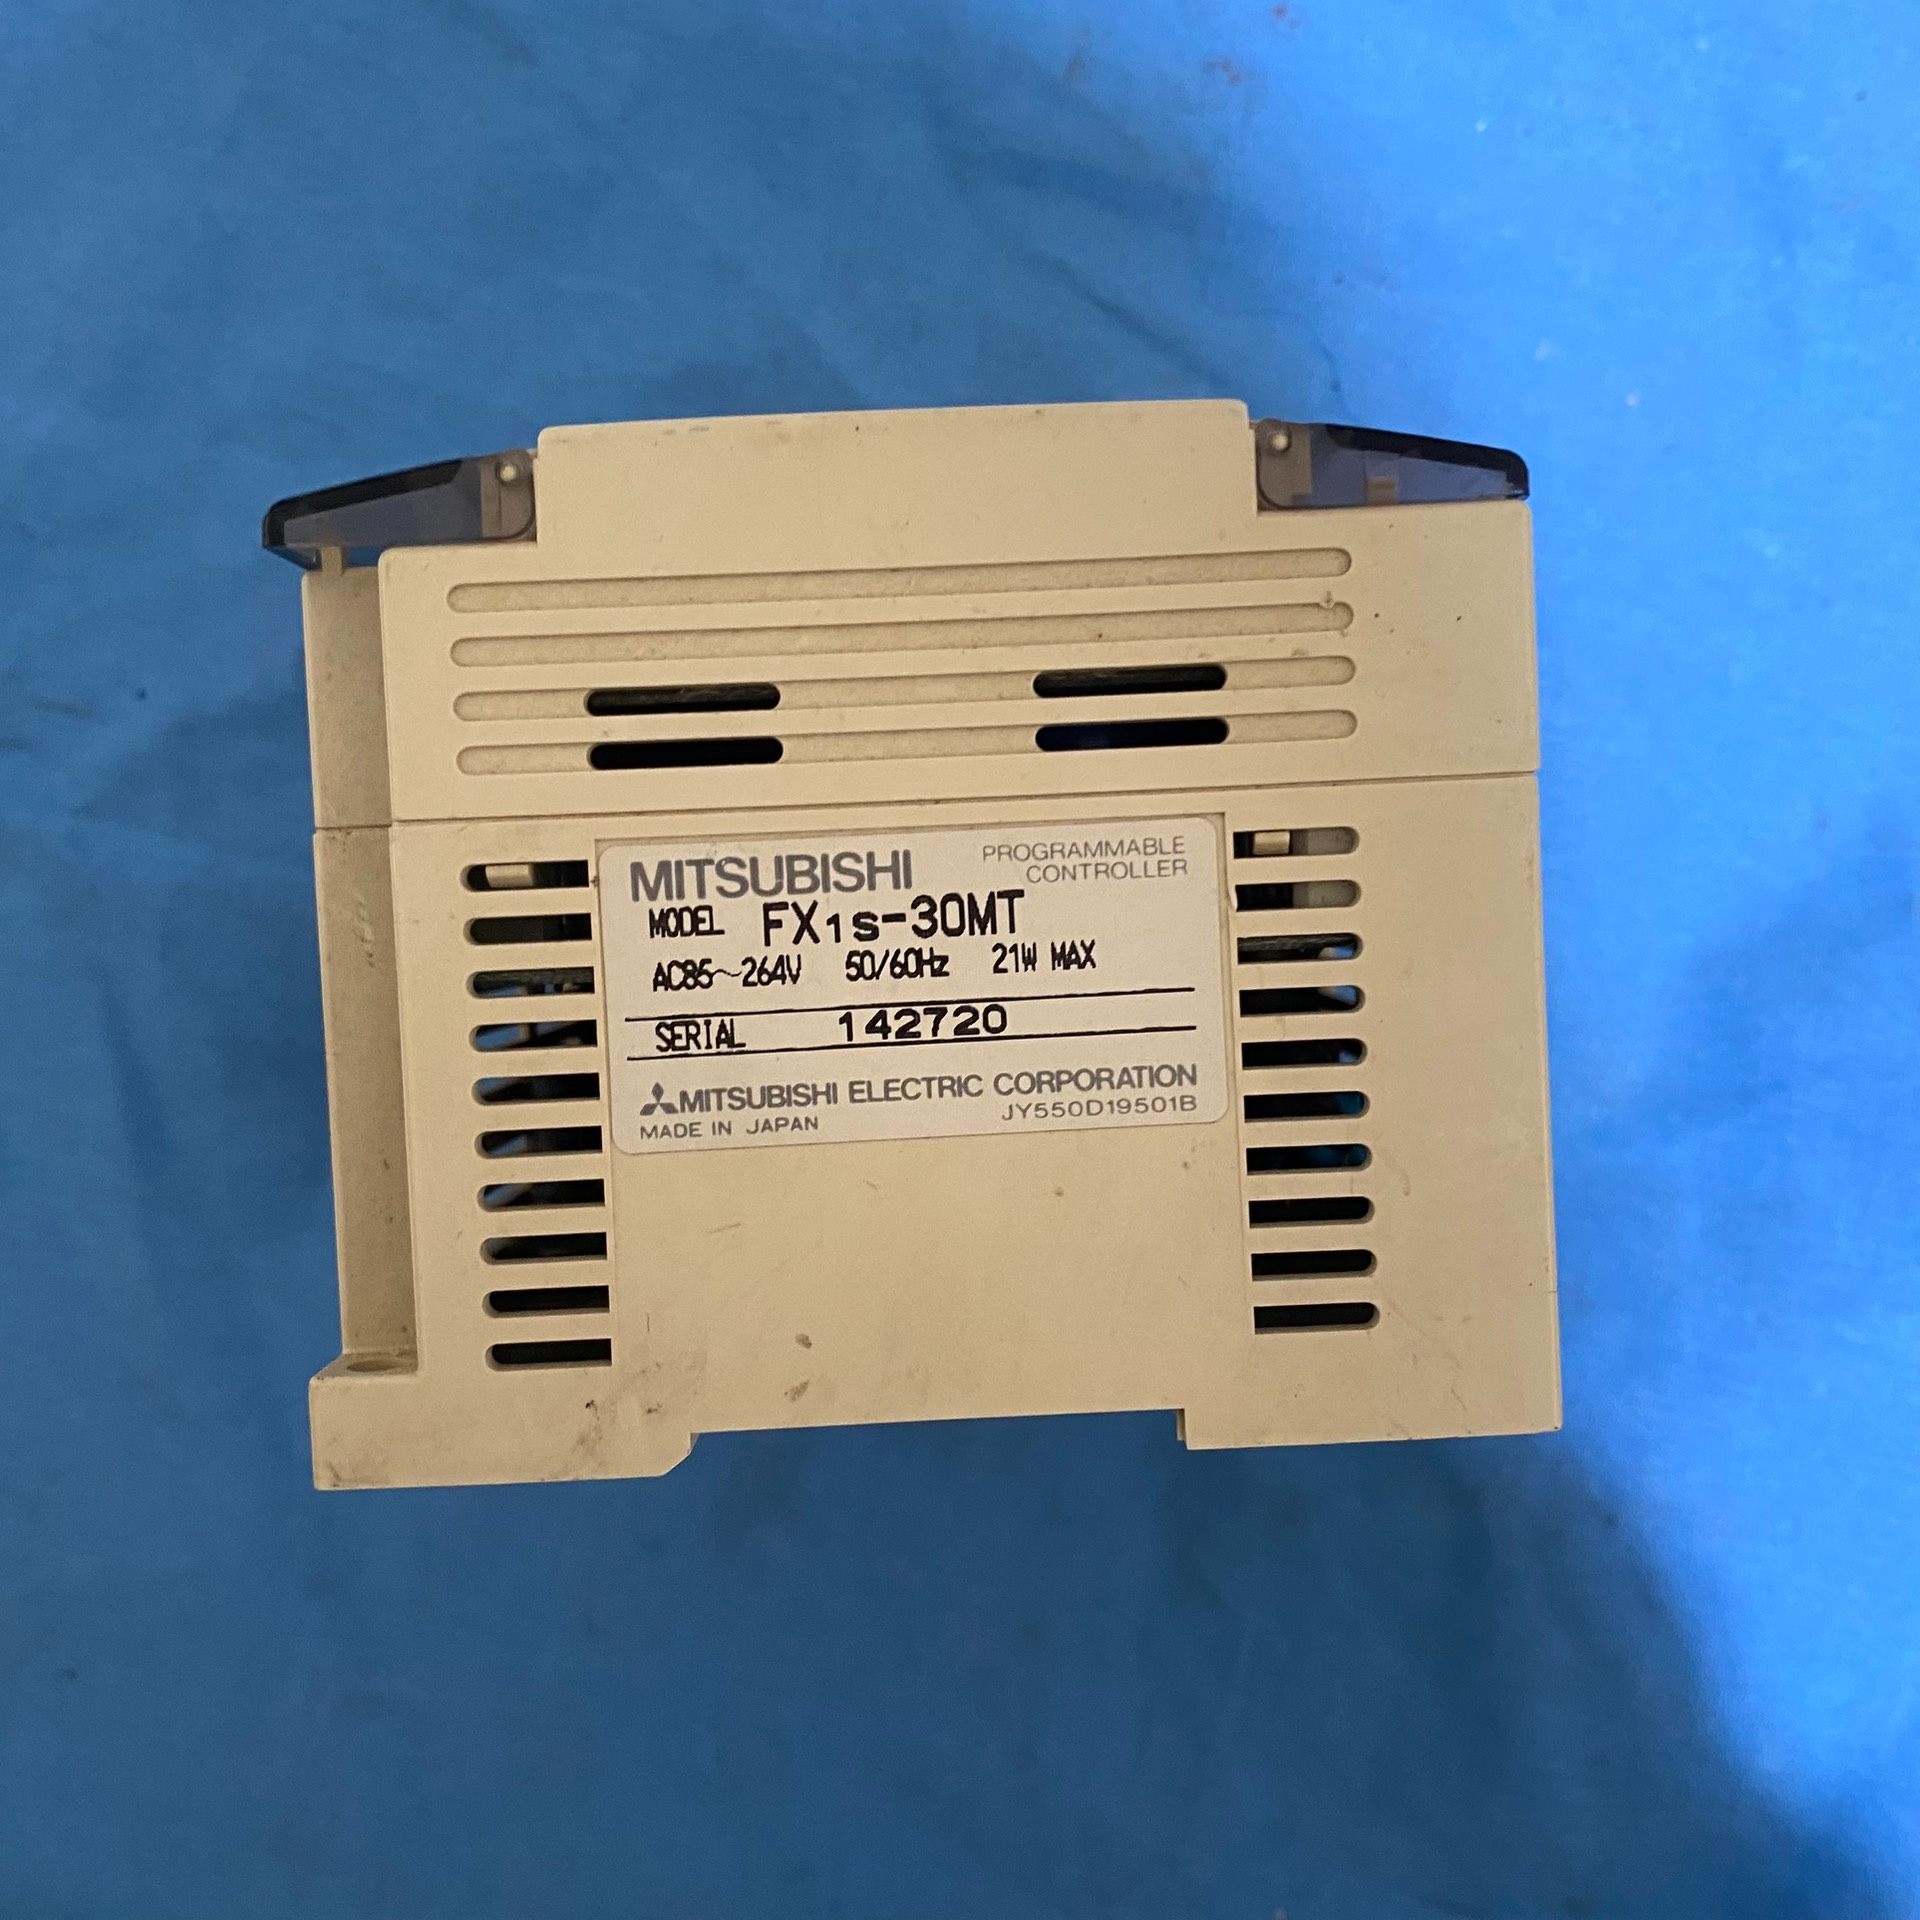 MITSUBISHI
PROGRAMMABLE
CONTROLLER
MODEL FX1S-30MT
AC85~264V 50/60Hz 21W MAX
SERIAL 142720
MITSUBISHI ELECTRIC CORPORATION
MADE IN JAPAN JY550D19501B